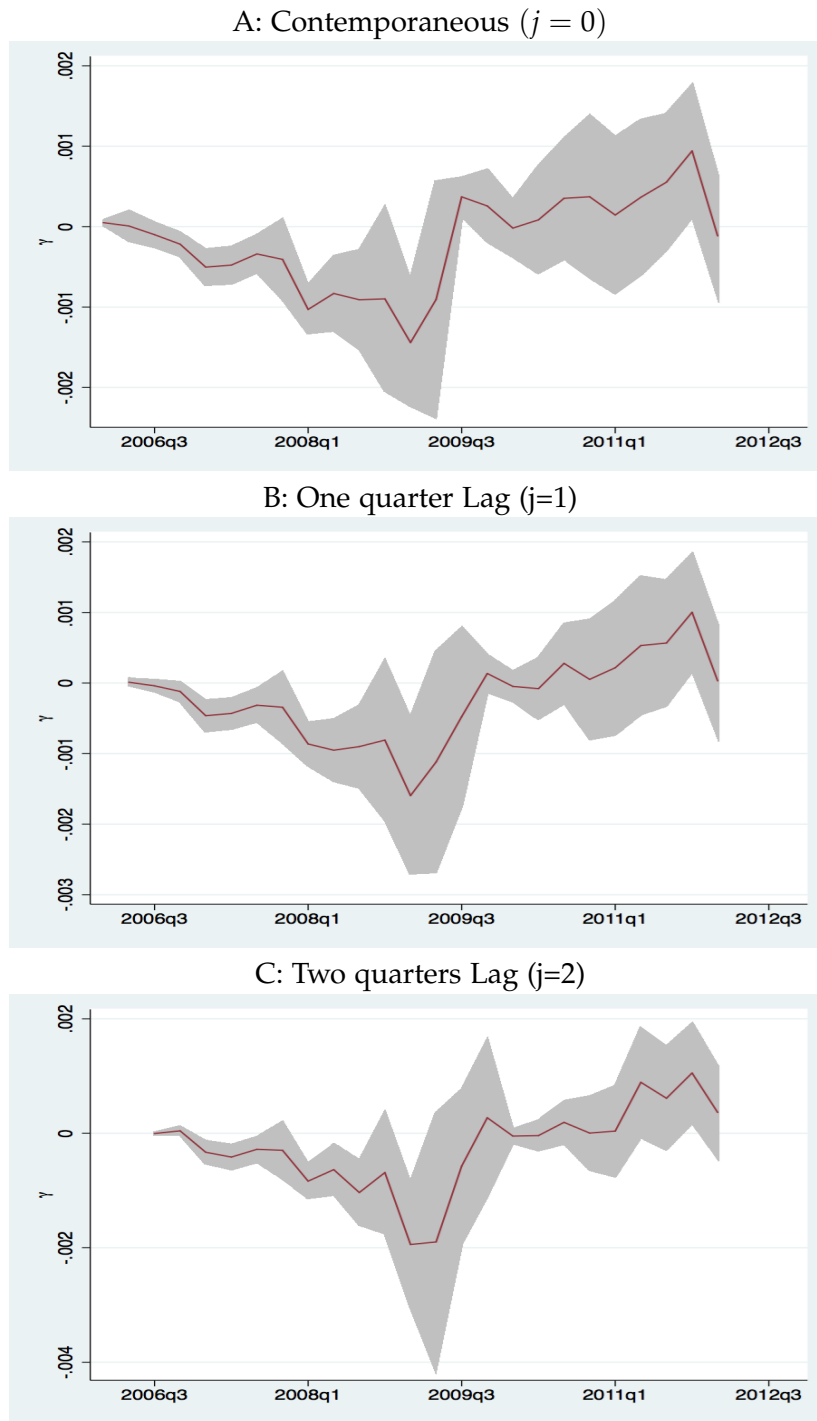 A: Contemporaneous (j = 0)
.002
.001
0
-.001
-.002
γ
2006q3 2008q1 2009q3 2011q1 2012q3
B: One quarter Lag (j=1)
.002
.001
0
-.001
-.002
-.003
γ
2006q3 2008q1 2009q3 2011q1 2012q3
C: Two quarters Lag (j=2)
.002
0
-.002
-.004
γ
2006q3 2008q1 2009q3 2011q1 2012q3